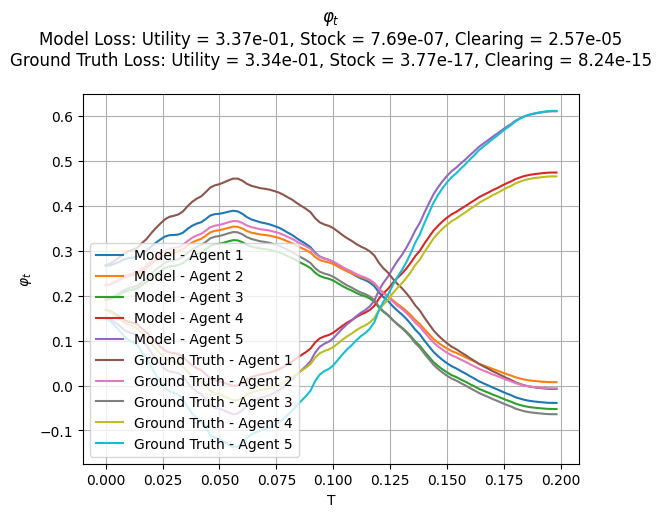 φₜ
Model Loss: Utility = 3.37e-01, Stock = 7.69e-07, Clearing = 2.57e-05
Ground Truth Loss: Utility = 3.34e-01, Stock = 3.77e-17, Clearing = 8.24e-15
0.6
0.5
0.4
0.3
0.2
0.1
0.0
−0.1
φₜ
Model - Agent 1
Model - Agent 2
Model - Agent 3
Model - Agent 4
Model - Agent 5
Ground Truth - Agent 1
Ground Truth - Agent 2
Ground Truth - Agent 3
Ground Truth - Agent 4
Ground Truth - Agent 5
0.000 0.025 0.050 0.075 0.100 0.125 0.150 0.175 0.200
T